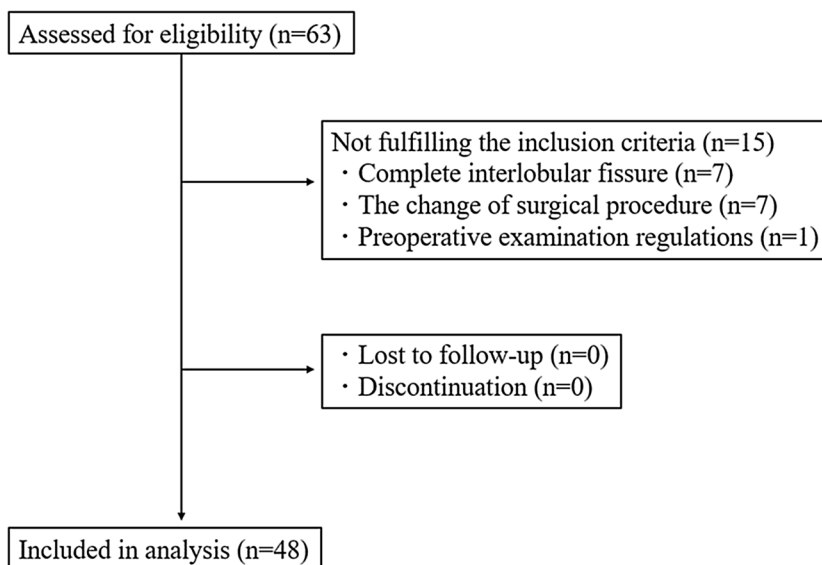 Assessed for eligibility (n=63)
Not fulfilling the inclusion criteria (n=15)
・Complete interlobular fissure (n=7)
・The change of surgical procedure (n=7)
・Preoperative examination regulations (n=1)
・Lost to follow-up (n=0)
・Discontinuation (n=0)
Included in analysis (n=48)